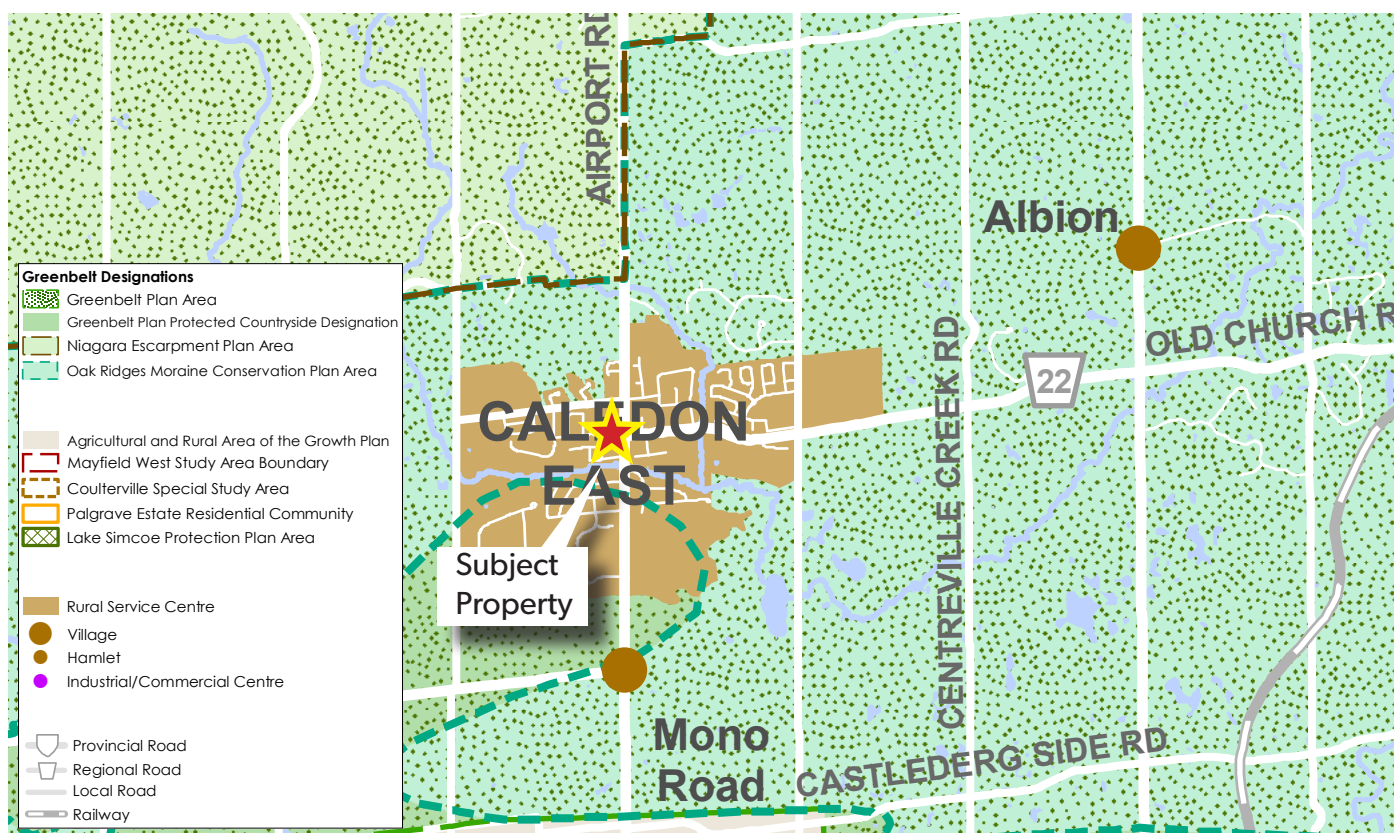 AIRPORT RD
Albion
OLD CHURCH R
22
CENTREVILLE CREEK RD
CALEDON
EAST
Subject
Property
Mono
Road
CASTLEDERG SIDE RD
Greenbelt Designations
Greenbelt Plan Area
Greenbelt Plan Protected Countryside Designation
Niagara Escarpment Plan Area
Oak Ridges Moraine Conservation Plan Area
Agricultural and Rural Area of the Growth Plan
Mayfield West Study Area Boundary
Coulterville Special Study Area
Palgrave Estate Residential Community
Lake Simcoe Protection Plan Area
Rural Service Centre
Village
Hamlet
Industrial/Commercial Centre
Provincial Road
Regional Road
Local Road
Railway